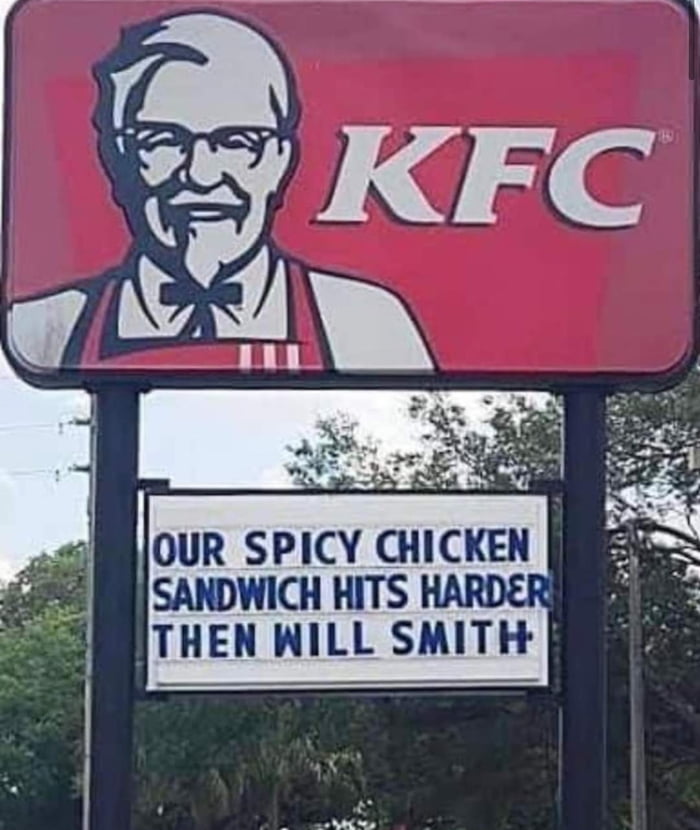 KFC®
OUR SPICY CHICKEN
SANDWICH HITS HARDER
THEN WILL SMITH